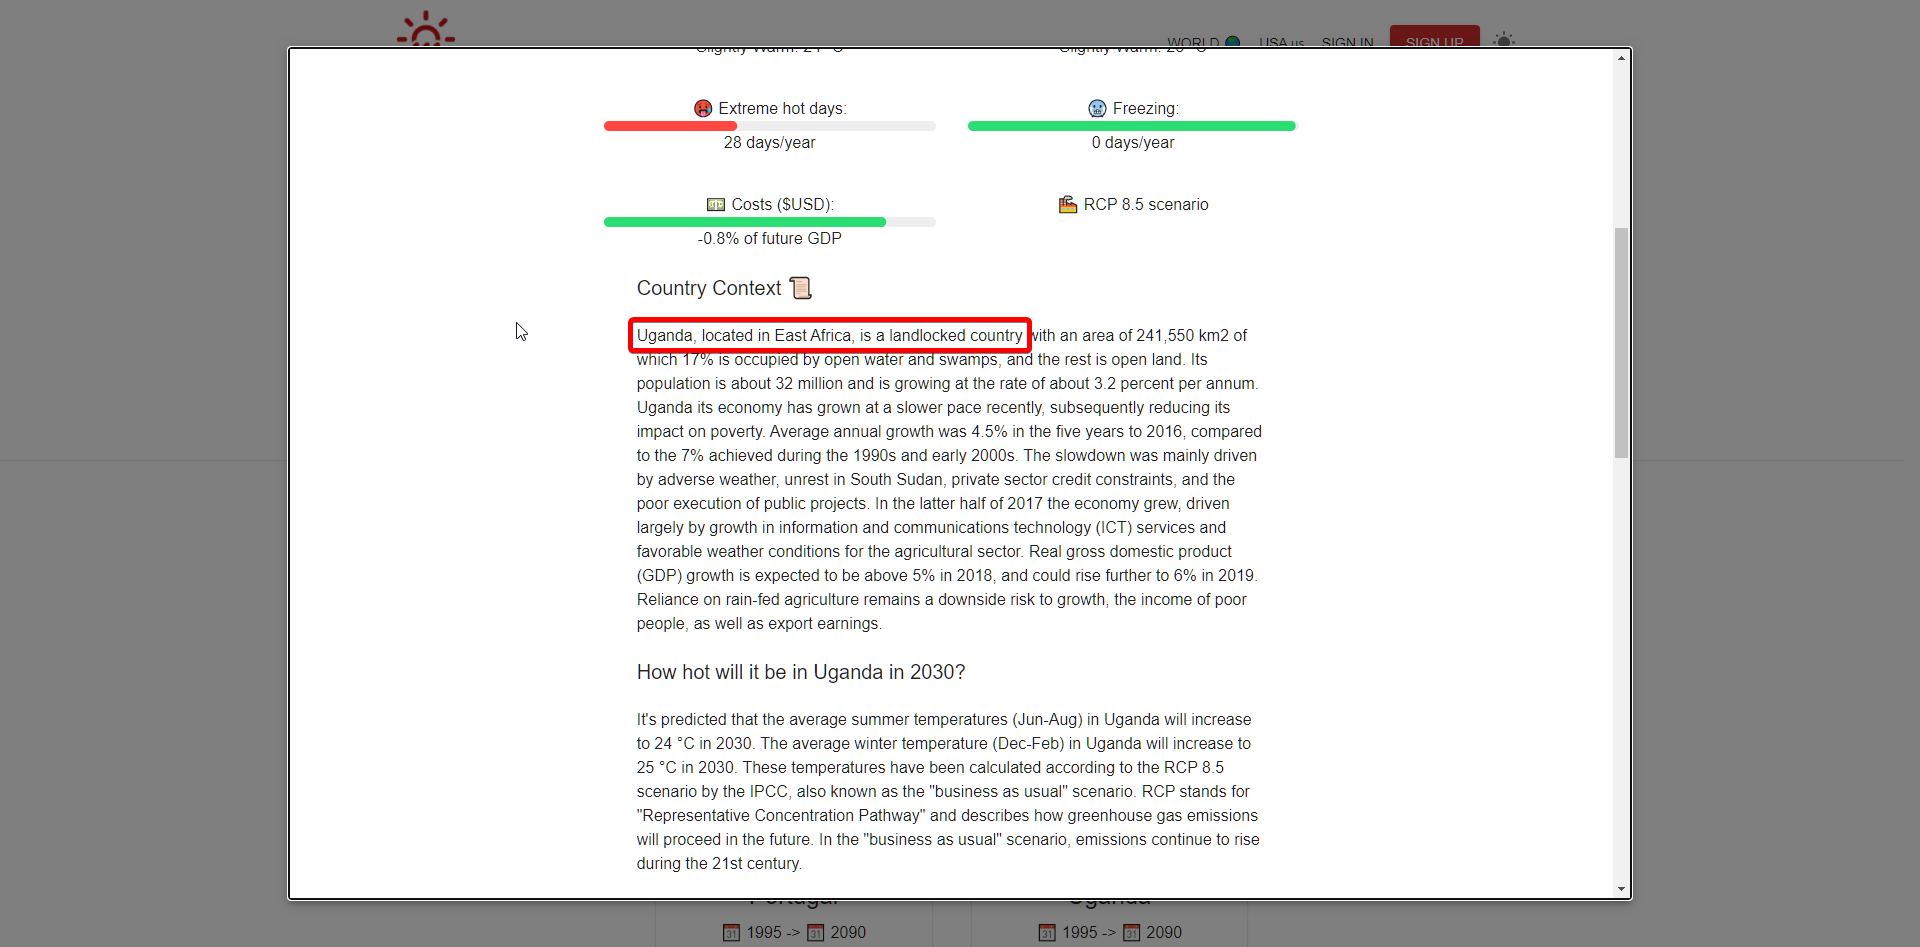 WORLD USA us SIGN IN SIGN UP
Slightly Warm: 24 °C Slightly Warm: 25 °C
Extreme hot days: Freezing:
28 days/year 0 days/year
Costs ($USD): RCP 8.5 scenario
-0.8% of future GDP
Country Context
Uganda, located in East Africa, is a landlocked country with an area of 241,550 km2 of
which 17% is occupied by open water and swamps, and the rest is open land. Its
population is about 32 million and is growing at the rate of about 3.2 percent per annum.
Uganda its economy has grown at a slower pace recently, subsequently reducing its
impact on poverty. Average annual growth was 4.5% in the five years to 2016, compared
to the 7% achieved during the 1990s and early 2000s. The slowdown was mainly driven
by adverse weather, unrest in South Sudan, private sector credit constraints, and the
poor execution of public projects. In the latter half of 2017 the economy grew, driven
largely by growth in information and communications technology (ICT) services and
favorable weather conditions for the agricultural sector. Real gross domestic product
(GDP) growth is expected to be above 5% in 2018, and could rise further to 6% in 2019.
Reliance on rain-fed agriculture remains a downside risk to growth, the income of poor
people, as well as export earnings.
How hot will it be in Uganda in 2030?
It's predicted that the average summer temperatures (Jun-Aug) in Uganda will increase
to 24 °C in 2030. The average winter temperature (Dec-Feb) in Uganda will increase to
25 °C in 2030. These temperatures have been calculated according to the RCP 8.5
scenario by the IPCC, also known as the "business as usual" scenario. RCP stands for
"Representative Concentration Pathway" and describes how greenhouse gas emissions
will proceed in the future. In the "business as usual" scenario, emissions continue to rise
during the 21st century.
Portugal Uganda
1995 -> 2090 1995 -> 2090